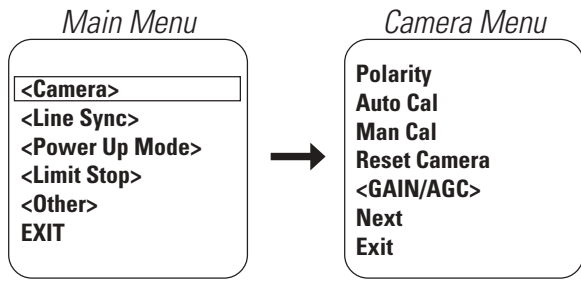 Main Menu
<Camera>
<Line Sync>
<Power Up Mode>
<Limit Stop>
<Other>
EXIT
Camera Menu
Polarity
Auto Cal
Man Cal
Reset Camera
<GAIN/AGC>
Next
Exit